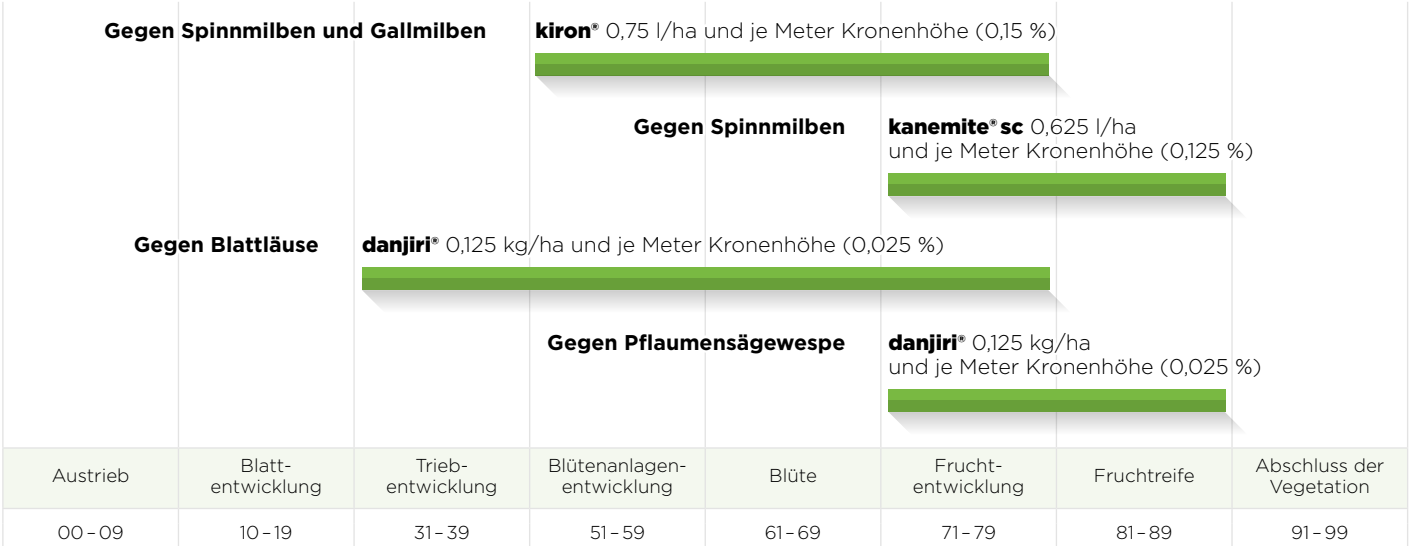 Gegen Spinnmilben und Gallmilben
kiron® 0,75 l/ha und je Meter Kronenhöhe (0,15 %)
Gegen Spinnmilben
kanemite® sc 0,625 l/ha
und je Meter Kronenhöhe (0,125 %)
Gegen Blattläuse
danjiri® 0,125 kg/ha und je Meter Kronenhöhe (0,025 %)
Gegen Pflaumensägewespe
danjiri® 0,125 kg/ha
und je Meter Kronenhöhe (0,025 %)
Austrieb
Blatt-
entwicklung
Trieb-
entwicklung
Blütenanlagen-
entwicklung
Blüte
Frucht-
entwicklung
Fruchtreife
Abschluss der
Vegetation
00 – 09
10 – 19
31 – 39
51 – 59
61 – 69
71 – 79
81 – 89
91 – 99